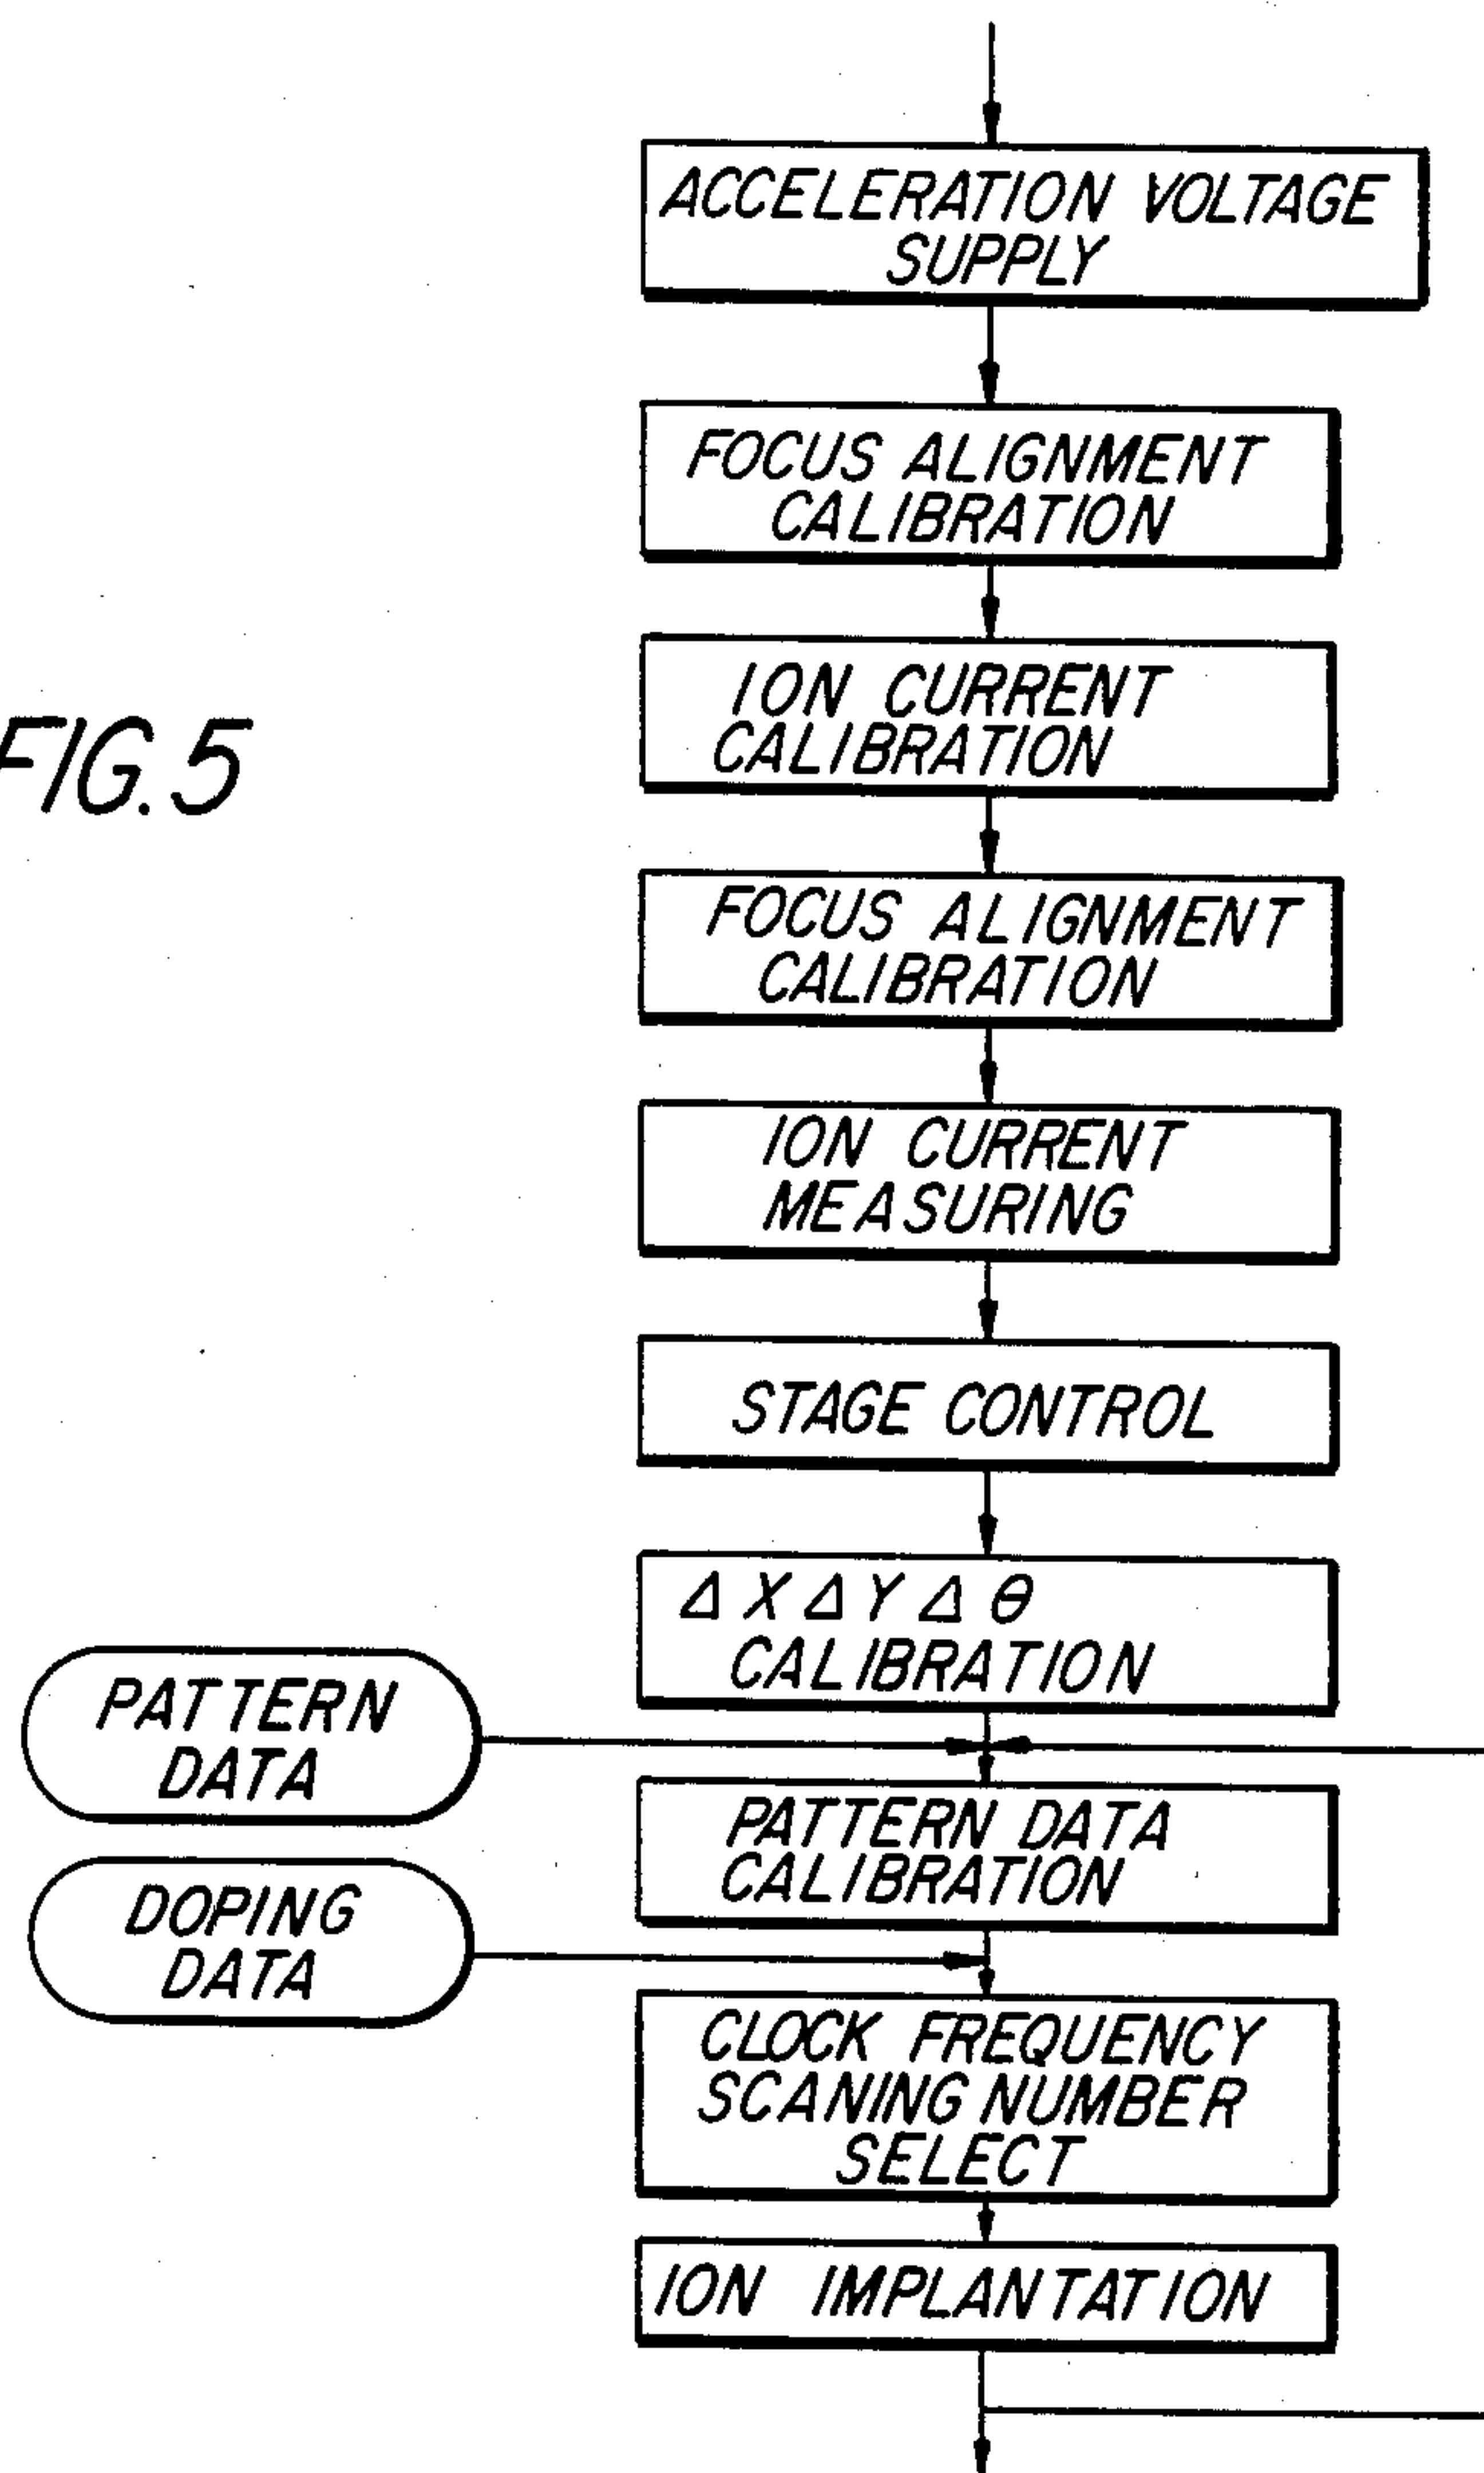 ACCELERATION VOLTAGE
SUPPLY
FOCUS ALIGNMENT
CALIBRATION
ION CURRENT
CALIBRATION
FIG. 5
FOCUS ALIGNMENT
CALIBRATION
ION CURRENT
MEASURING
STAGE CONTROL
Δ X Δ Y Δ θ
CALIBRATION
PATTERN
DATA
PATTERN DATA
CALIBRATION
DOPING
DATA
CLOCK FREQUENCY
SCANING NUMBER
SELECT
ION IMPLANTATION